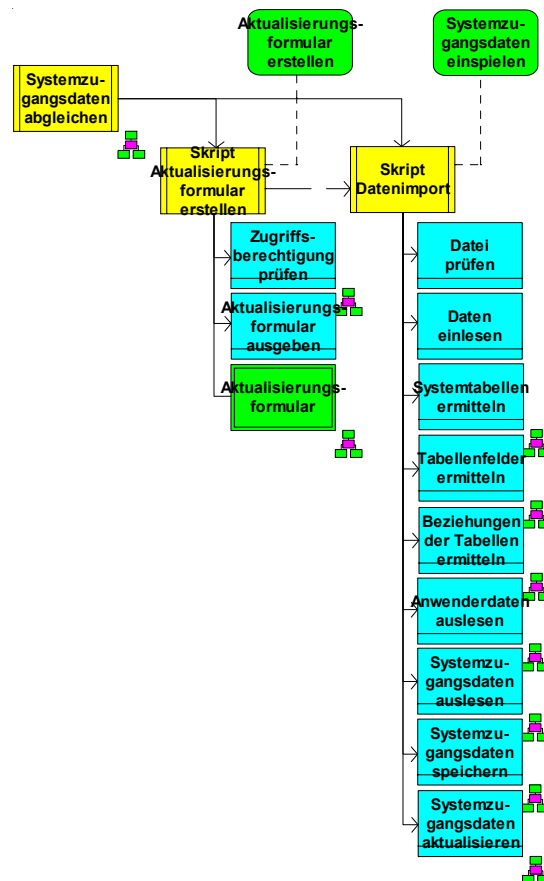 Aktualisierungs-
formular
erstellen
Systemzu-
gangsdaten
einspielen
Systemzu-
gangsdaten
abgleichen
Skript
Aktualisierungs-
formular
erstellen
Skript
Datenimport
Zugriffs-
berechtigung
prüfen
Aktualisierungs-
formular
ausgeben
Aktualisierungs-
formular
Datei
prüfen
Daten
einlesen
Systemtabellen
ermitteln
Tabellenfelder
ermitteln
Beziehungen
der Tabellen
ermitteln
Anwenderdaten
auslesen
Systemzu-
gangsdaten
auslesen
Systemzu-
gangsdaten
speichern
Systemzu-
gangsdaten
aktualisieren